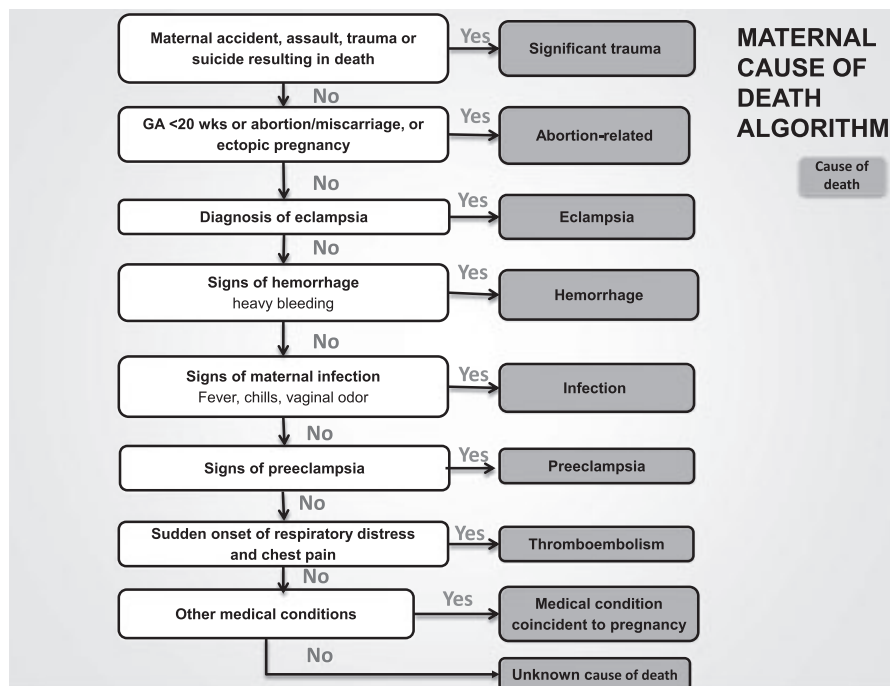 Maternal accident, assault, trauma or
suicide resulting in death
Yes
Significant trauma
MATERNAL
CAUSE OF
DEATH
ALGORITHM
Cause of
death
No
GA <20 wks or abortion/miscarriage, or
ectopic pregnancy
Yes
Abortion-related
No
Diagnosis of eclampsia
Yes
Eclampsia
No
Signs of hemorrhage
heavy bleeding
Yes
Hemorrhage
No
Signs of maternal infection
Fever, chills, vaginal odor
Yes
Infection
No
Signs of preeclampsia
Yes
Preeclampsia
No
Sudden onset of respiratory distress
and chest pain
Yes
Thromboembolism
No
Other medical conditions
Yes
Medical condition
coincident to pregnancy
No
Unknown cause of death